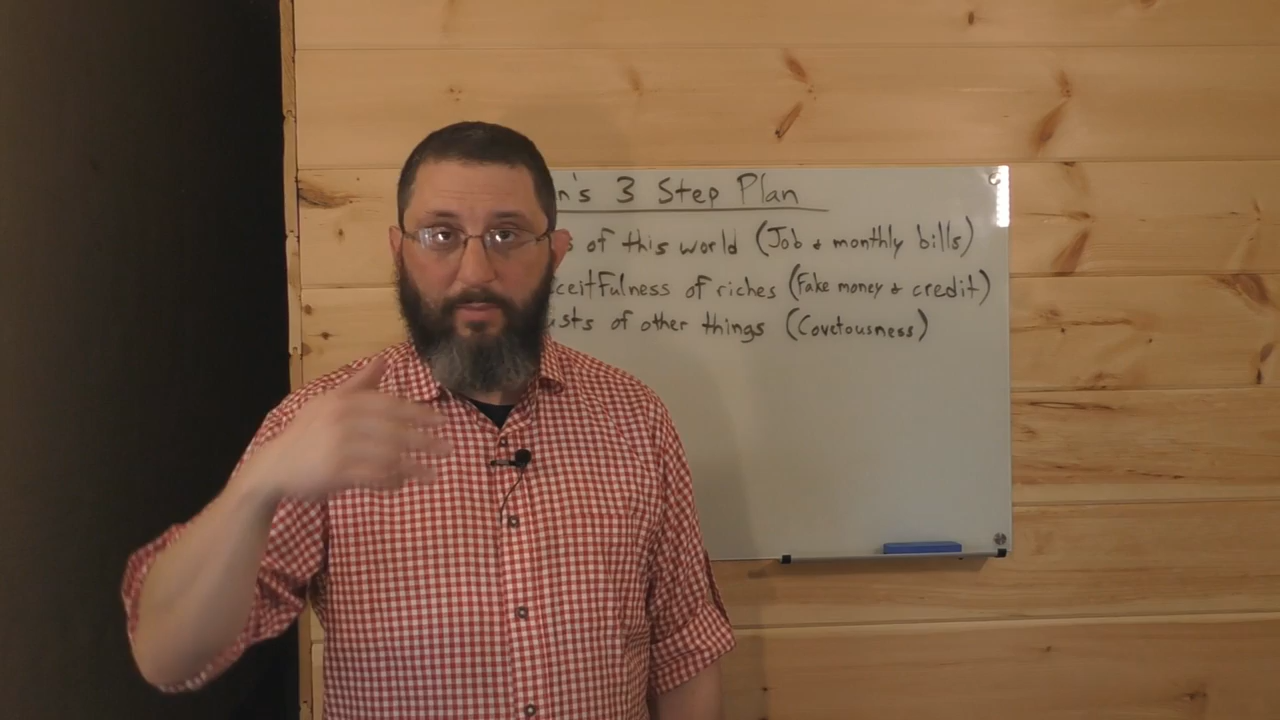 n's 3 Step Plan
s of this world (Job & monthly bills)
ceitfulness of riches (Fake money & credit)
usts of other things (Covetousness)